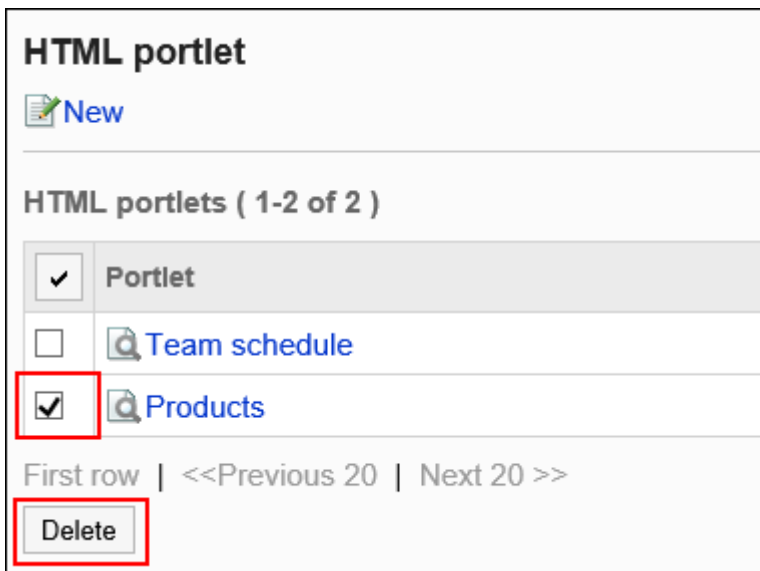 HTML portlet
New
HTML portlets ( 1-2 of 2 )
Portlet
Team schedule
Products
First row | <<Previous 20 | Next 20 >>
Delete